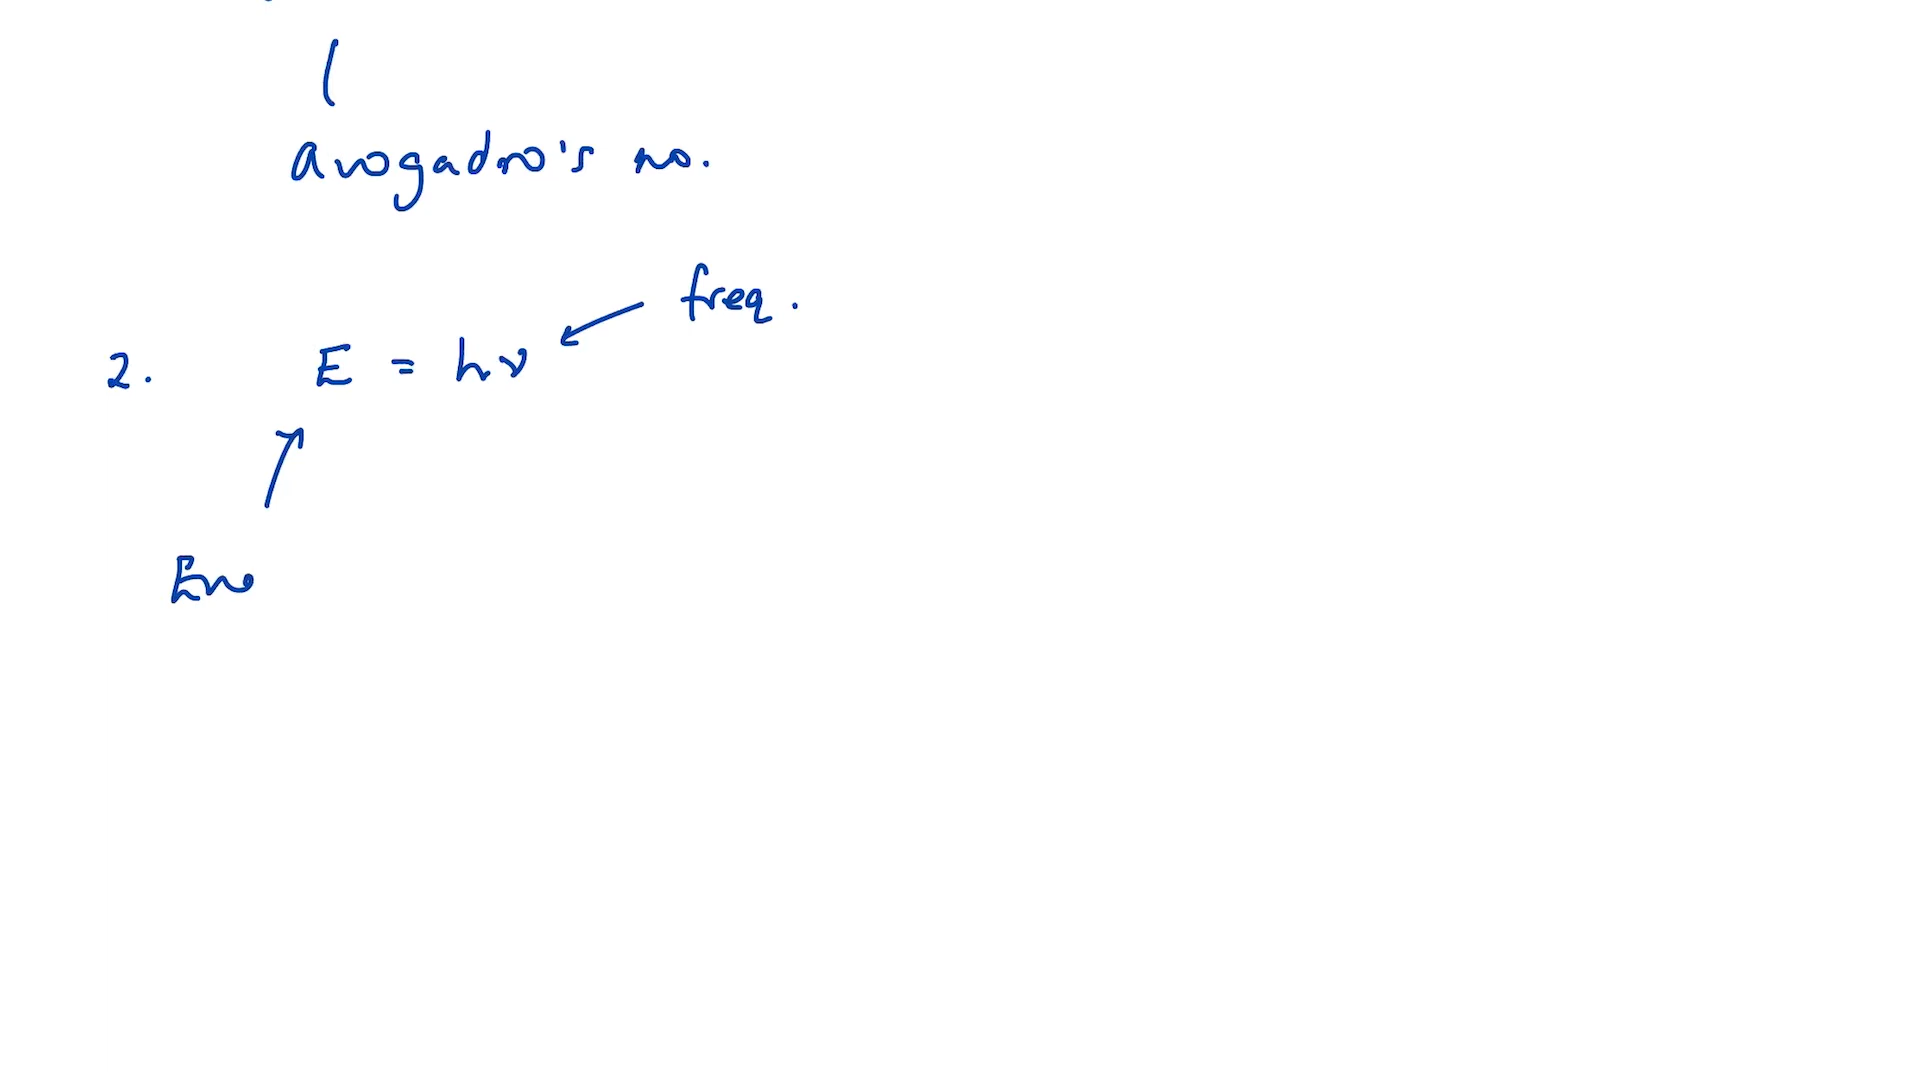 avogadro's no.
freq.
2. E = hν
Ene